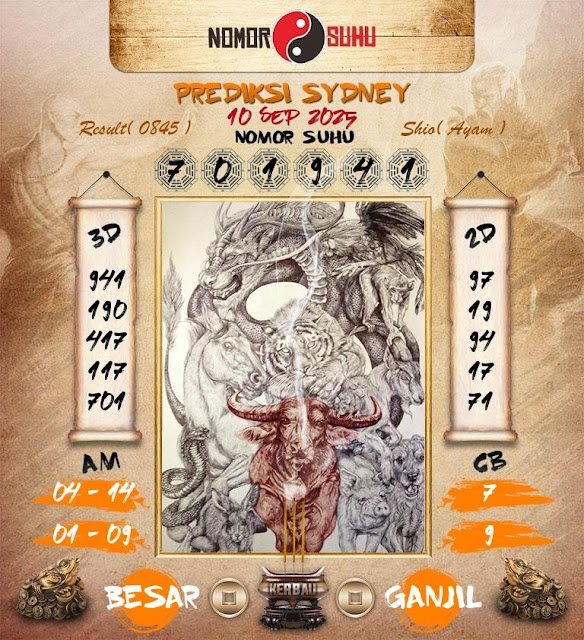 NOMOR SUHU
PREDIKSI SYDNEY
10 SEP 2025
Result( 0845 )
NOMOR SUHU
Shio( Ayam )
7 0 1 9 4 1
3D
941
190
417
117
701
2D
97
19
94
17
71
AM
04 - 14
01 - 09
CB
7
9
BESAR
KERBAU
GANJIL